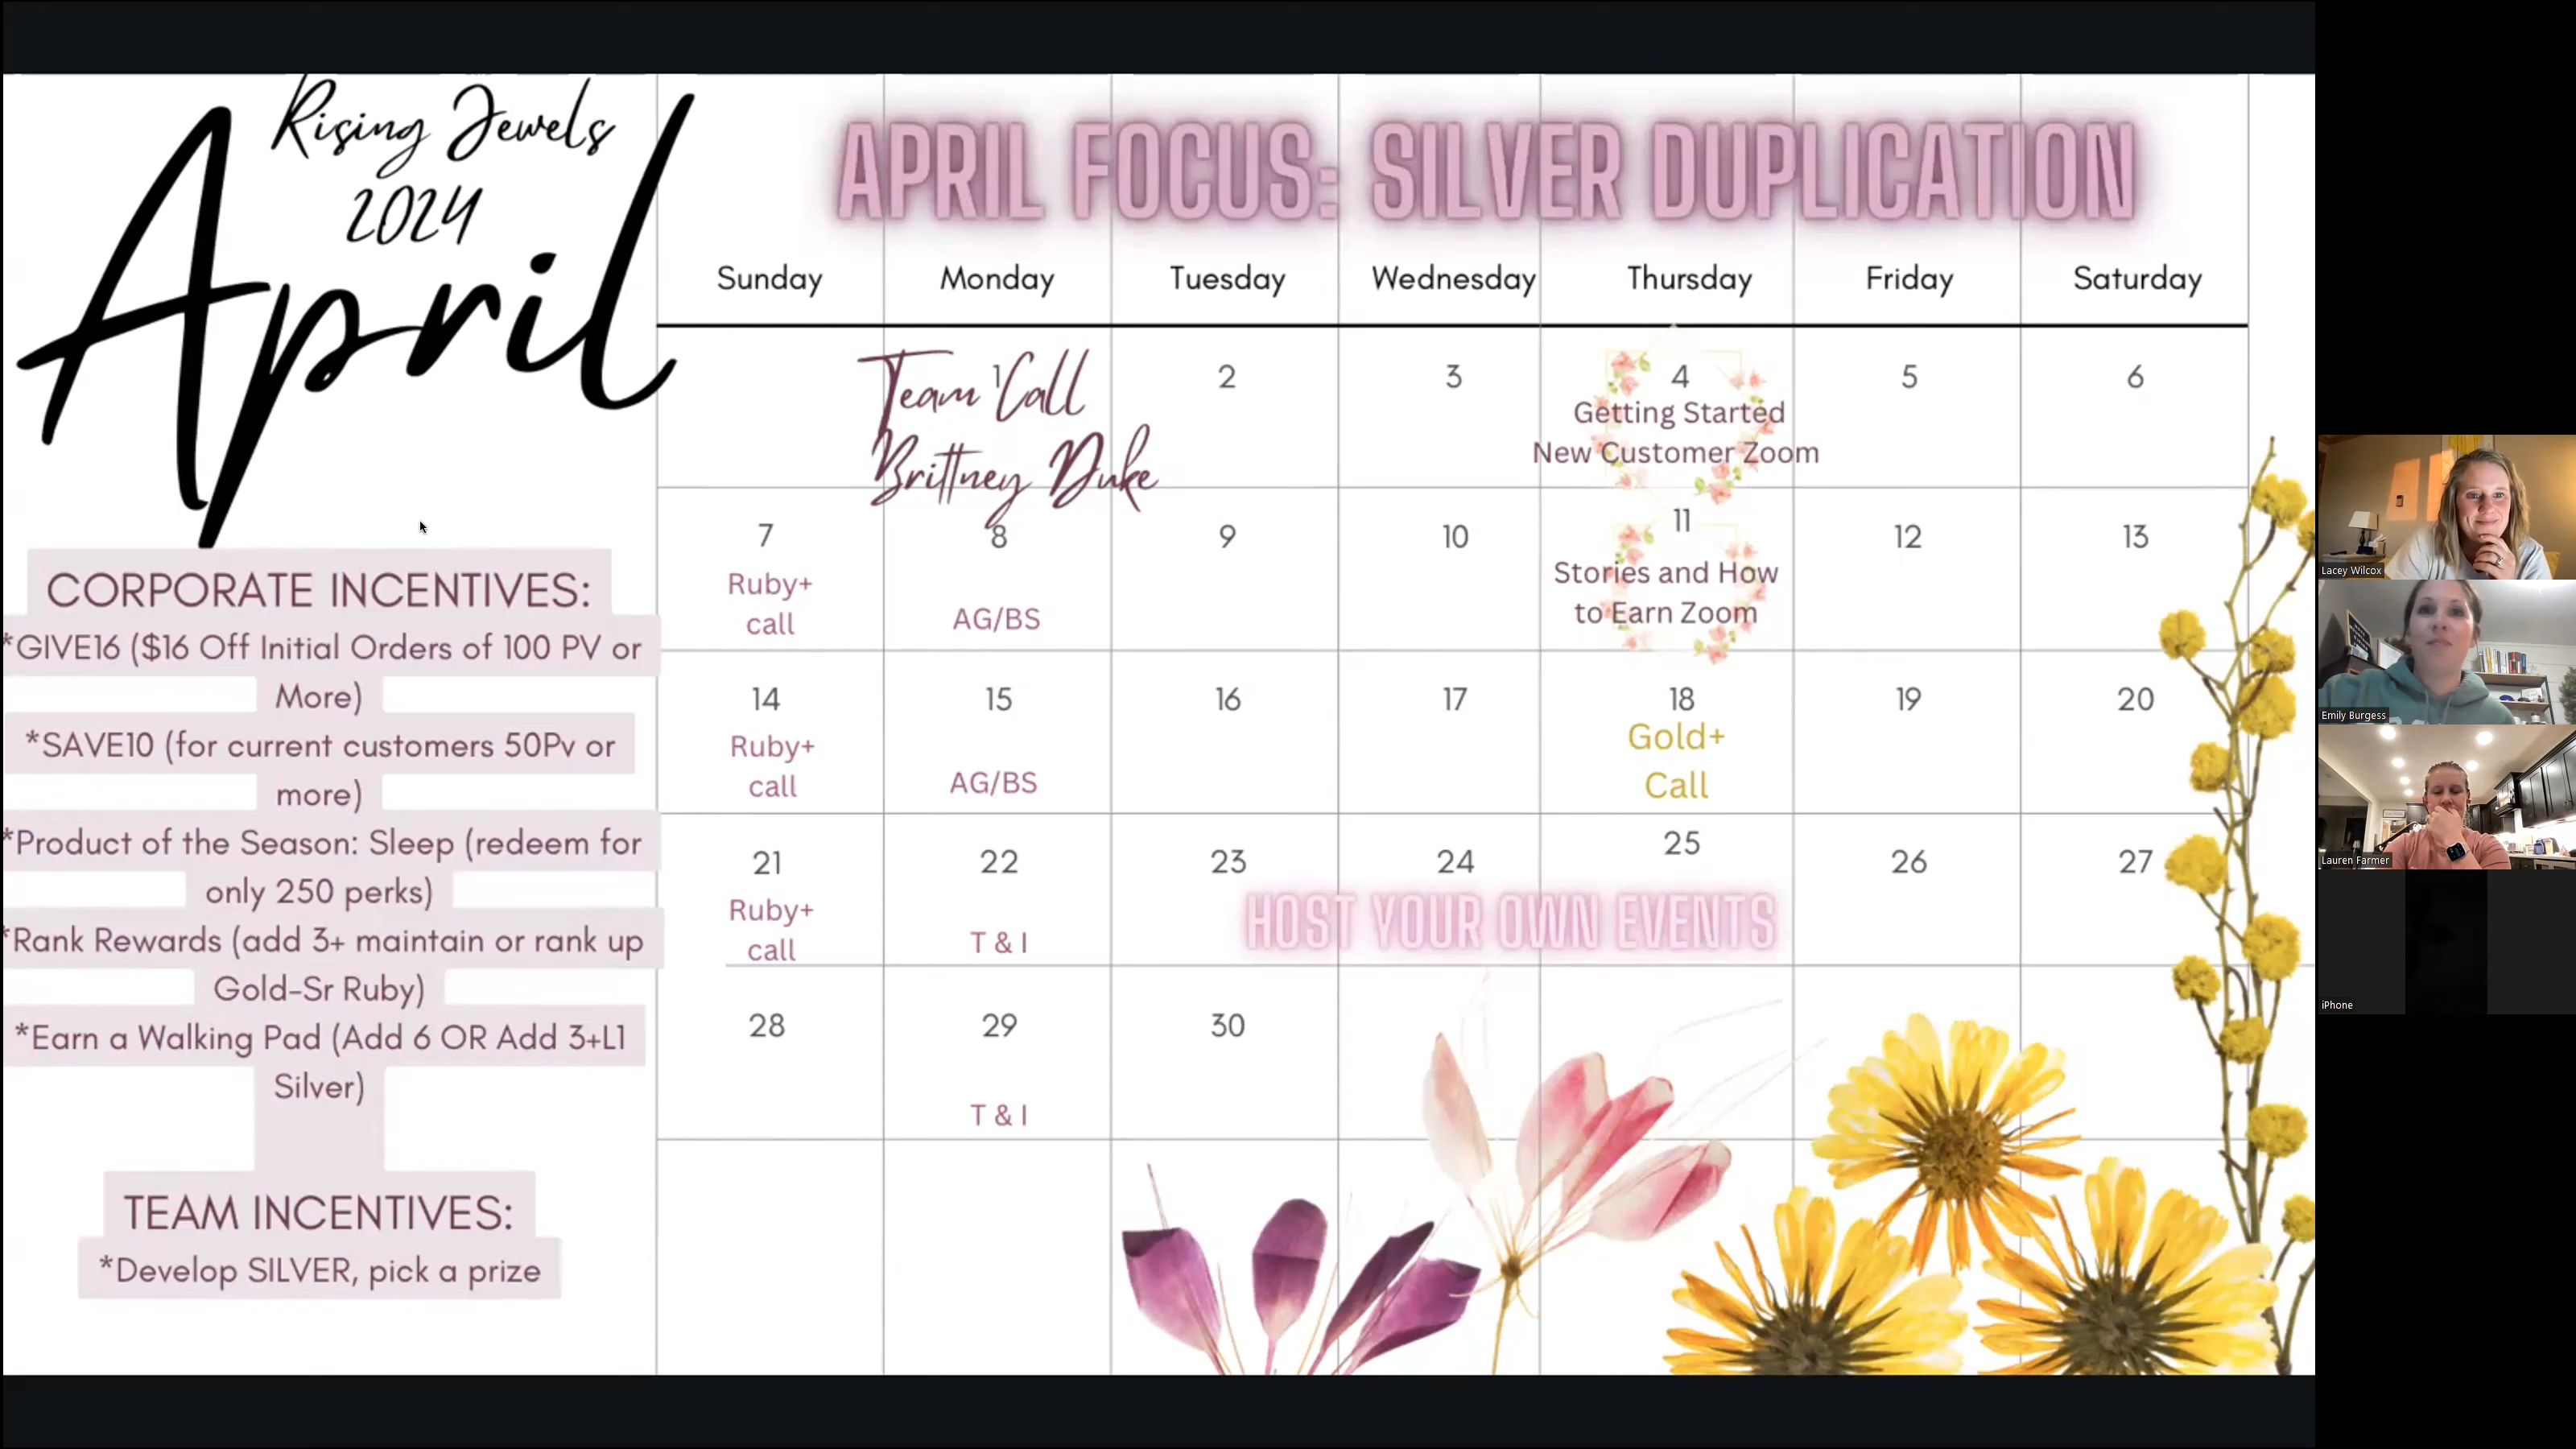 Rising Jewels
2024
April
APRIL FOCUS: SILVER DUPLICATION
Sunday Monday Tuesday Wednesday Thursday Friday Saturday
1 2 3 4 5 6
Team Call
Brittney Duke
Getting Started
New Customer Zoom
7 8 9 10 11 12 13
Ruby+
call
AG/BS
Stories and How
to Earn Zoom
14 15 16 17 18 19 20
Ruby+
call
AG/BS
Gold+
Call
21 22 23 24 25 26 27
Ruby+
call
T & I
HOST YOUR OWN EVENTS
28 29 30
T & I
CORPORATE INCENTIVES:
*GIVE16 ($16 Off Initial Orders of 100 PV or
More)
*SAVE10 (for current customers 50Pv or
more)
*Product of the Season: Sleep (redeem for
only 250 perks)
*Rank Rewards (add 3+ maintain or rank up
Gold-Sr Ruby)
*Earn a Walking Pad (Add 6 OR Add 3+L1
Silver)
TEAM INCENTIVES:
*Develop SILVER, pick a prize
Lacey Wilcox
Emily Burgess
Lauren Farmer
iPhone